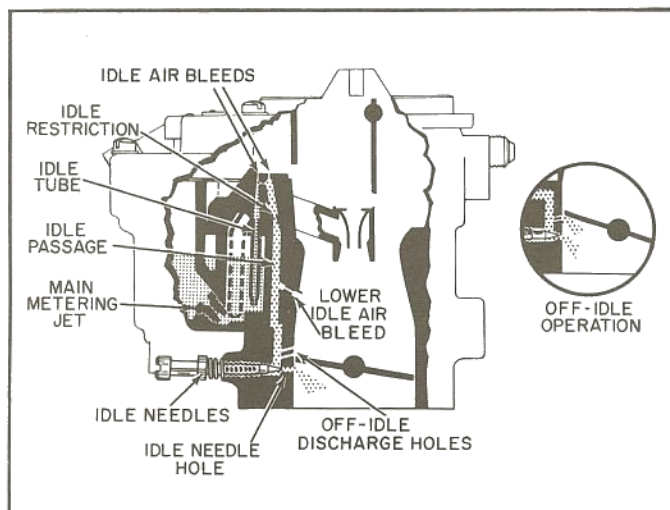 IDLE AIR BLEEDS
IDLE
RESTRICTION
IDLE
TUBE
IDLE
PASSAGE
MAIN
METERING
JET
IDLE NEEDLES
IDLE NEEDLE
HOLE
OFF-IDLE
DISCHARGE HOLES
LOWER
IDLE AIR
BLEED
OFF-IDLE
OPERATION